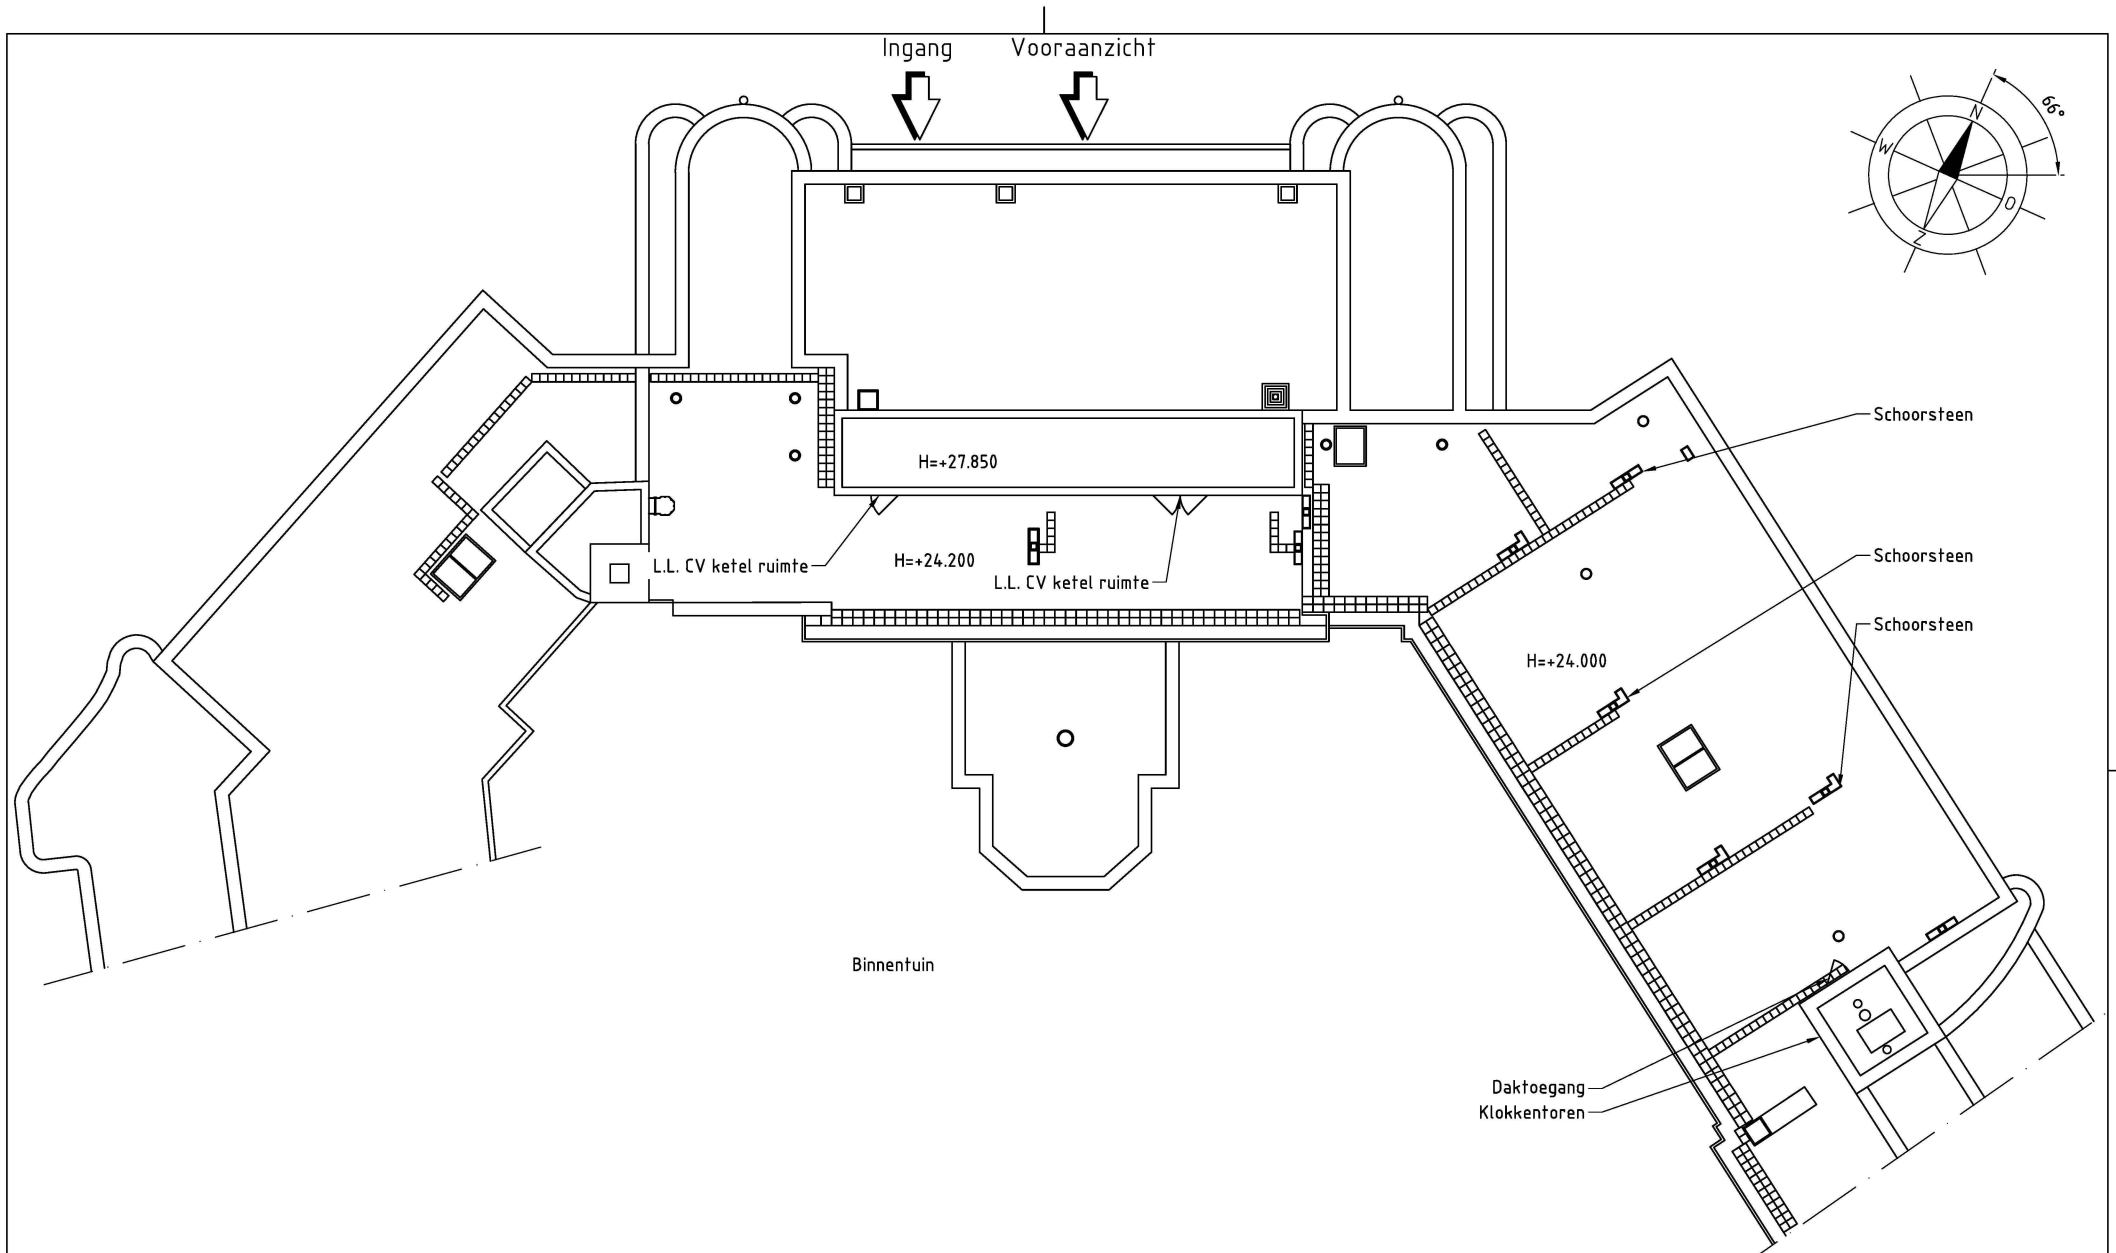 Ingang
Vooraanzicht
66°
N
W
O
Z
Schoorsteen
H=+27.850
Schoorsteen
L.L. CV ketel ruimte
H=+24.200
L.L. CV ketel ruimte
Schoorsteen
H=+24.000
Binnentuin
Daktoegang
Klokkentoren